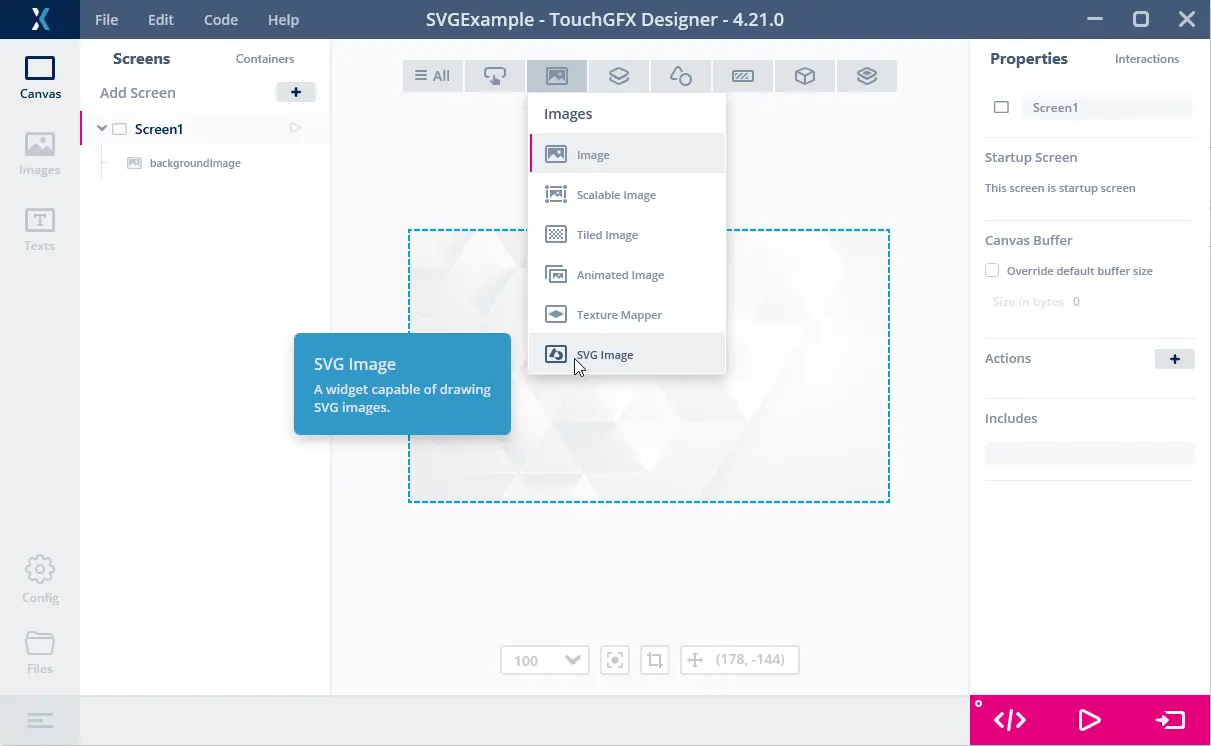 File Edit Code Help SVGExample - TouchGFX Designer - 4.21.0
Canvas
Images
Texts
Config
Files
Screens Containers
Add Screen +
Screen1
backgroundImage
All
Images
Image
Scalable Image
Tiled Image
Animated Image
Texture Mapper
SVG Image
SVG Image
A widget capable of drawing
SVG images.
100 (178, -144)
Properties Interactions
Screen1
Startup Screen
This screen is startup screen
Canvas Buffer
Override default buffer size
Size in bytes 0
Actions +
Includes